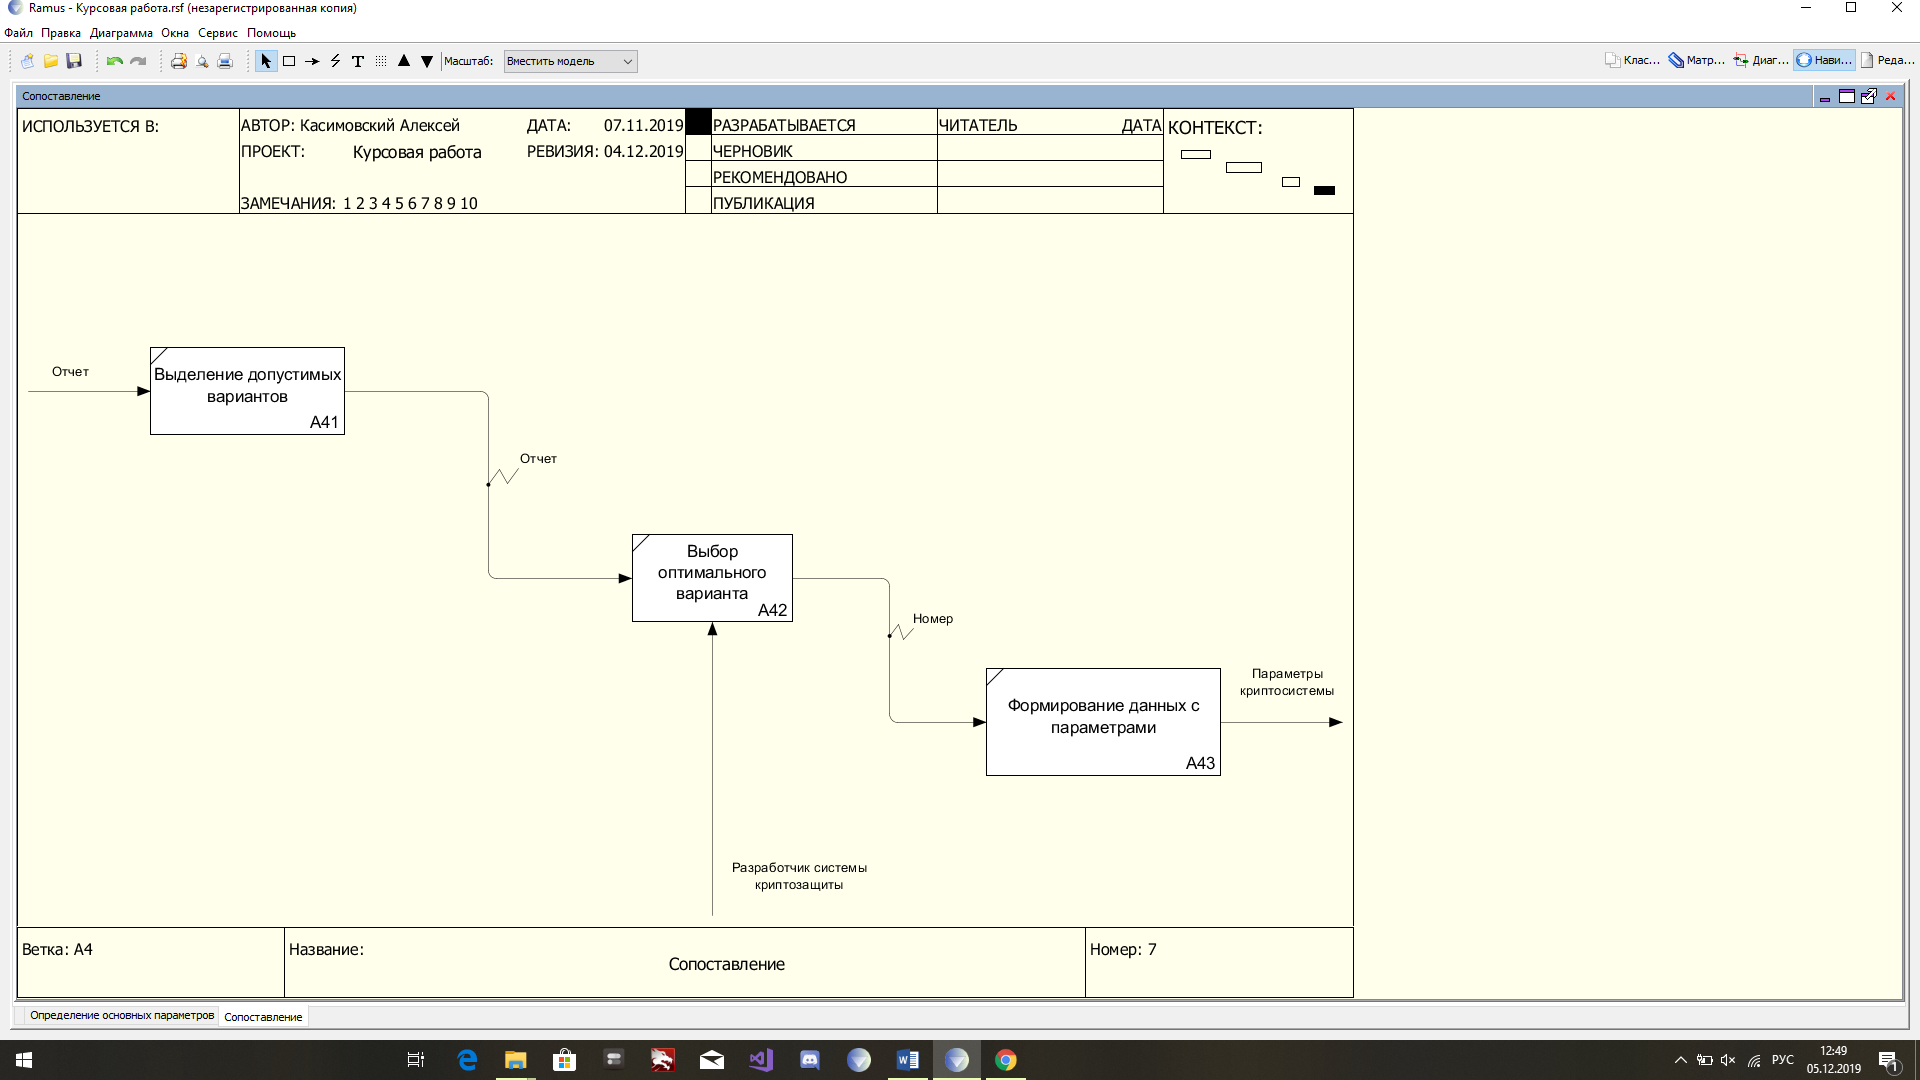 Ramus - Курсовая работа.rsf (незарегистрированная копия)
Файл Правка Диаграмма Окна Сервис Помощь
Масштаб: Вместить модель
Клас... Матр... Диаг... Нави... Реда...
Сопоставление
ИСПОЛЬЗУЕТСЯ В:
АВТОР: Касимовский Алексей
ДАТА: 07.11.2019
ПРОЕКТ: Курсовая работа
РЕВИЗИЯ: 04.12.2019
ЗАМЕЧАНИЯ: 1 2 3 4 5 6 7 8 9 10
РАЗРАБАТЫВАЕТСЯ
ЧЕРНОВИК
РЕКОМЕНДОВАНО
ПУБЛИКАЦИЯ
ЧИТАТЕЛЬ ДАТА
КОНТЕКСТ:
Отчет
Выделение допустимых
вариантов
A41
Отчет
Выбор
оптимального
варианта
A42
Номер
Формирование данных с
параметрами
A43
Параметры
криптосистемы
Разработчик системы
криптозащиты
Ветка: A4
Название:
Сопоставление
Номер: 7
Определение основных параметров
Сопоставление
РУС
12:49
05.12.2019
1